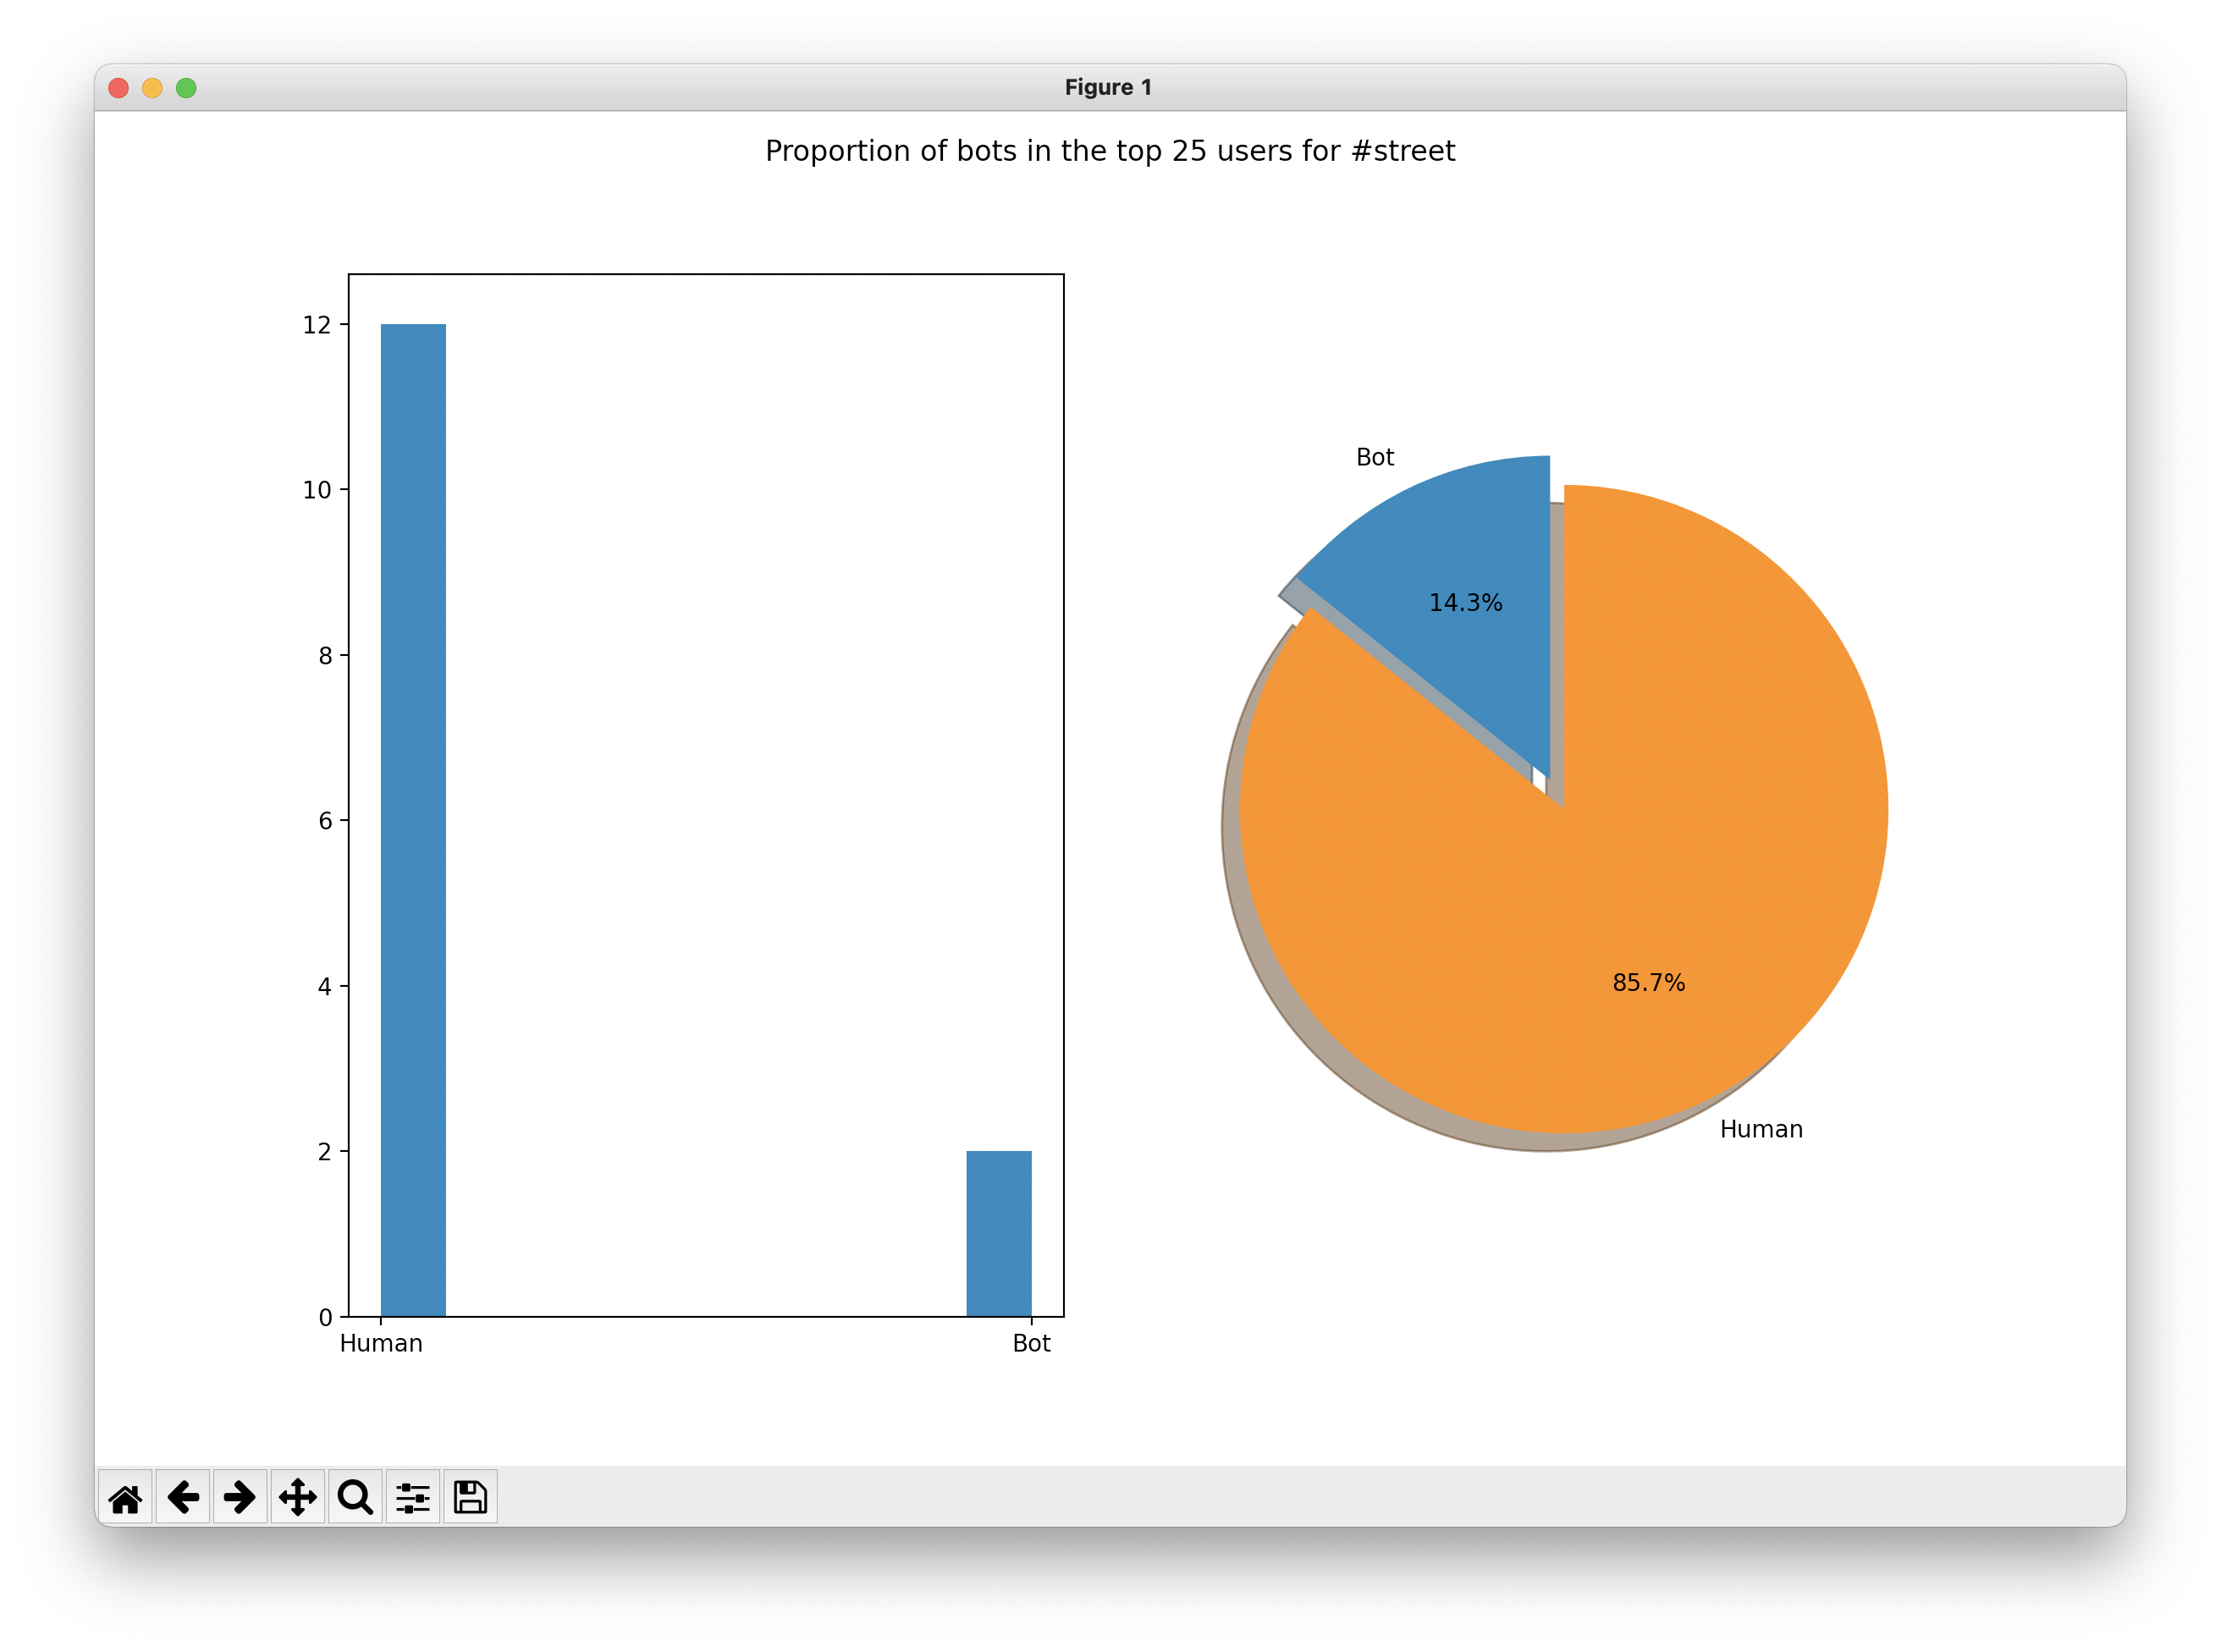 Figure 1
Proportion of bots in the top 25 users for #street
12
10
8
6
4
2
0
Human
Bot
Bot
14.3%
85.7%
Human